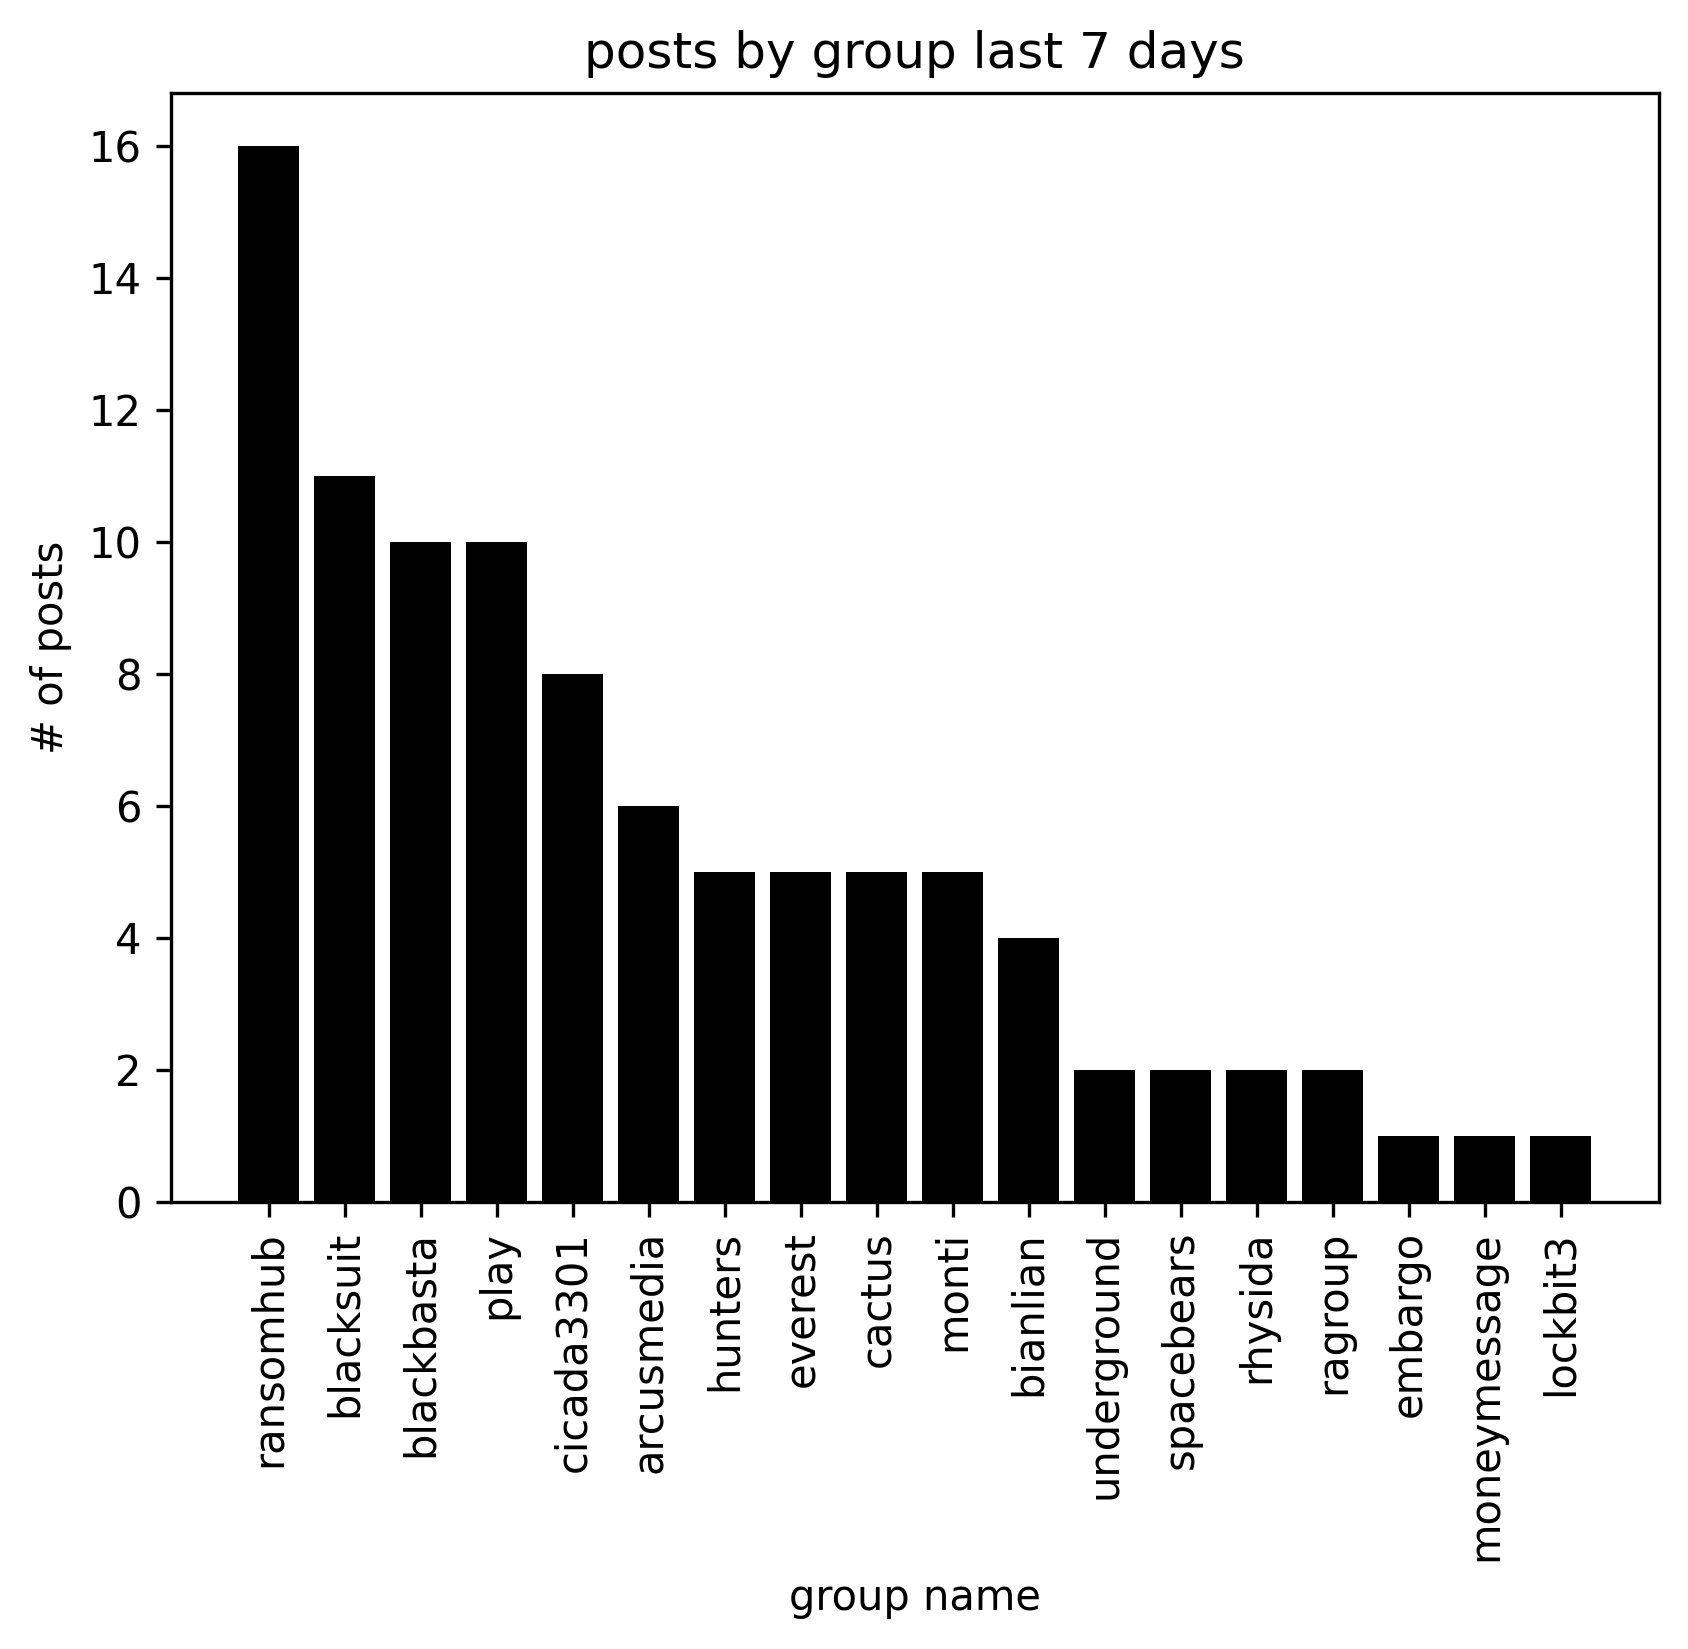 posts by group last 7 days
# of posts
16
14
12
10
8
6
4
2
0
ransomhub
blacksuit
blackbasta
play
cicada3301
arcusmedia
hunters
everest
cactus
monti
bianlian
underground
spacebears
rhysida
ragroup
embargo
moneymessage
lockbit3
group name